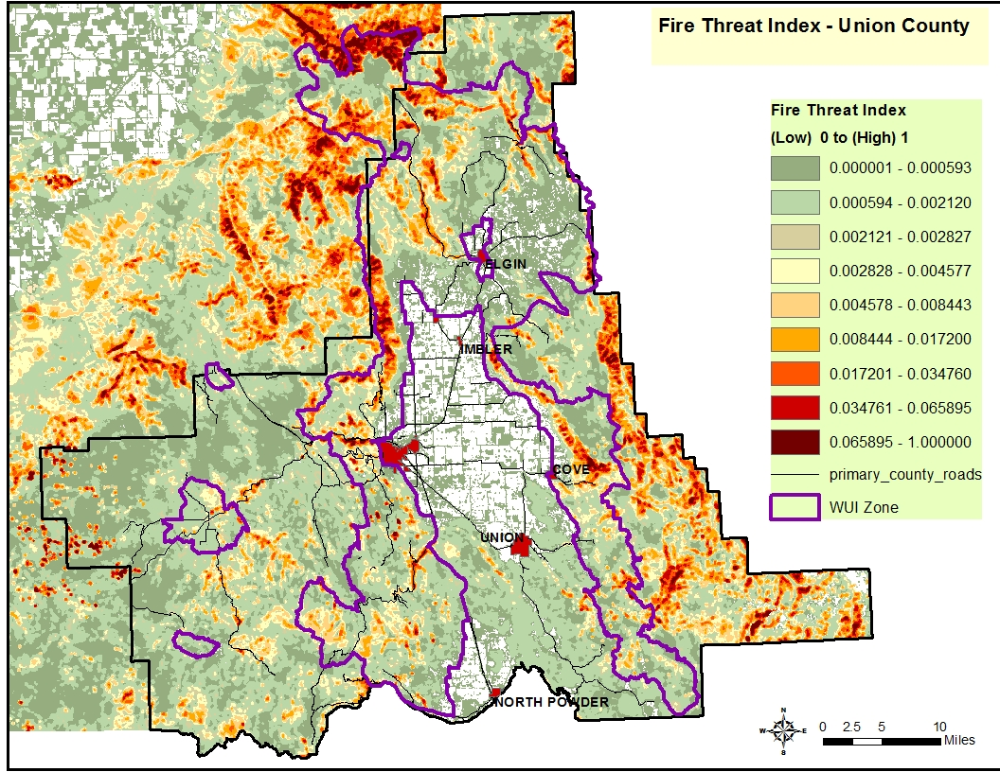 Fire Threat Index - Union County
Fire Threat Index
(Low) 0 to (High) 1
0.000001 - 0.000593
0.000594 - 0.002120
0.002121 - 0.002827
0.002828 - 0.004577
0.004578 - 0.008443
0.008444 - 0.017200
0.017201 - 0.034760
0.034761 - 0.065895
0.065895 - 1.000000
primary_county_roads
WUI Zone
ELGIN
IMBLER
COVE
UNION
NORTH POWDER
N
W E
S
0 2.5 5 10
Miles